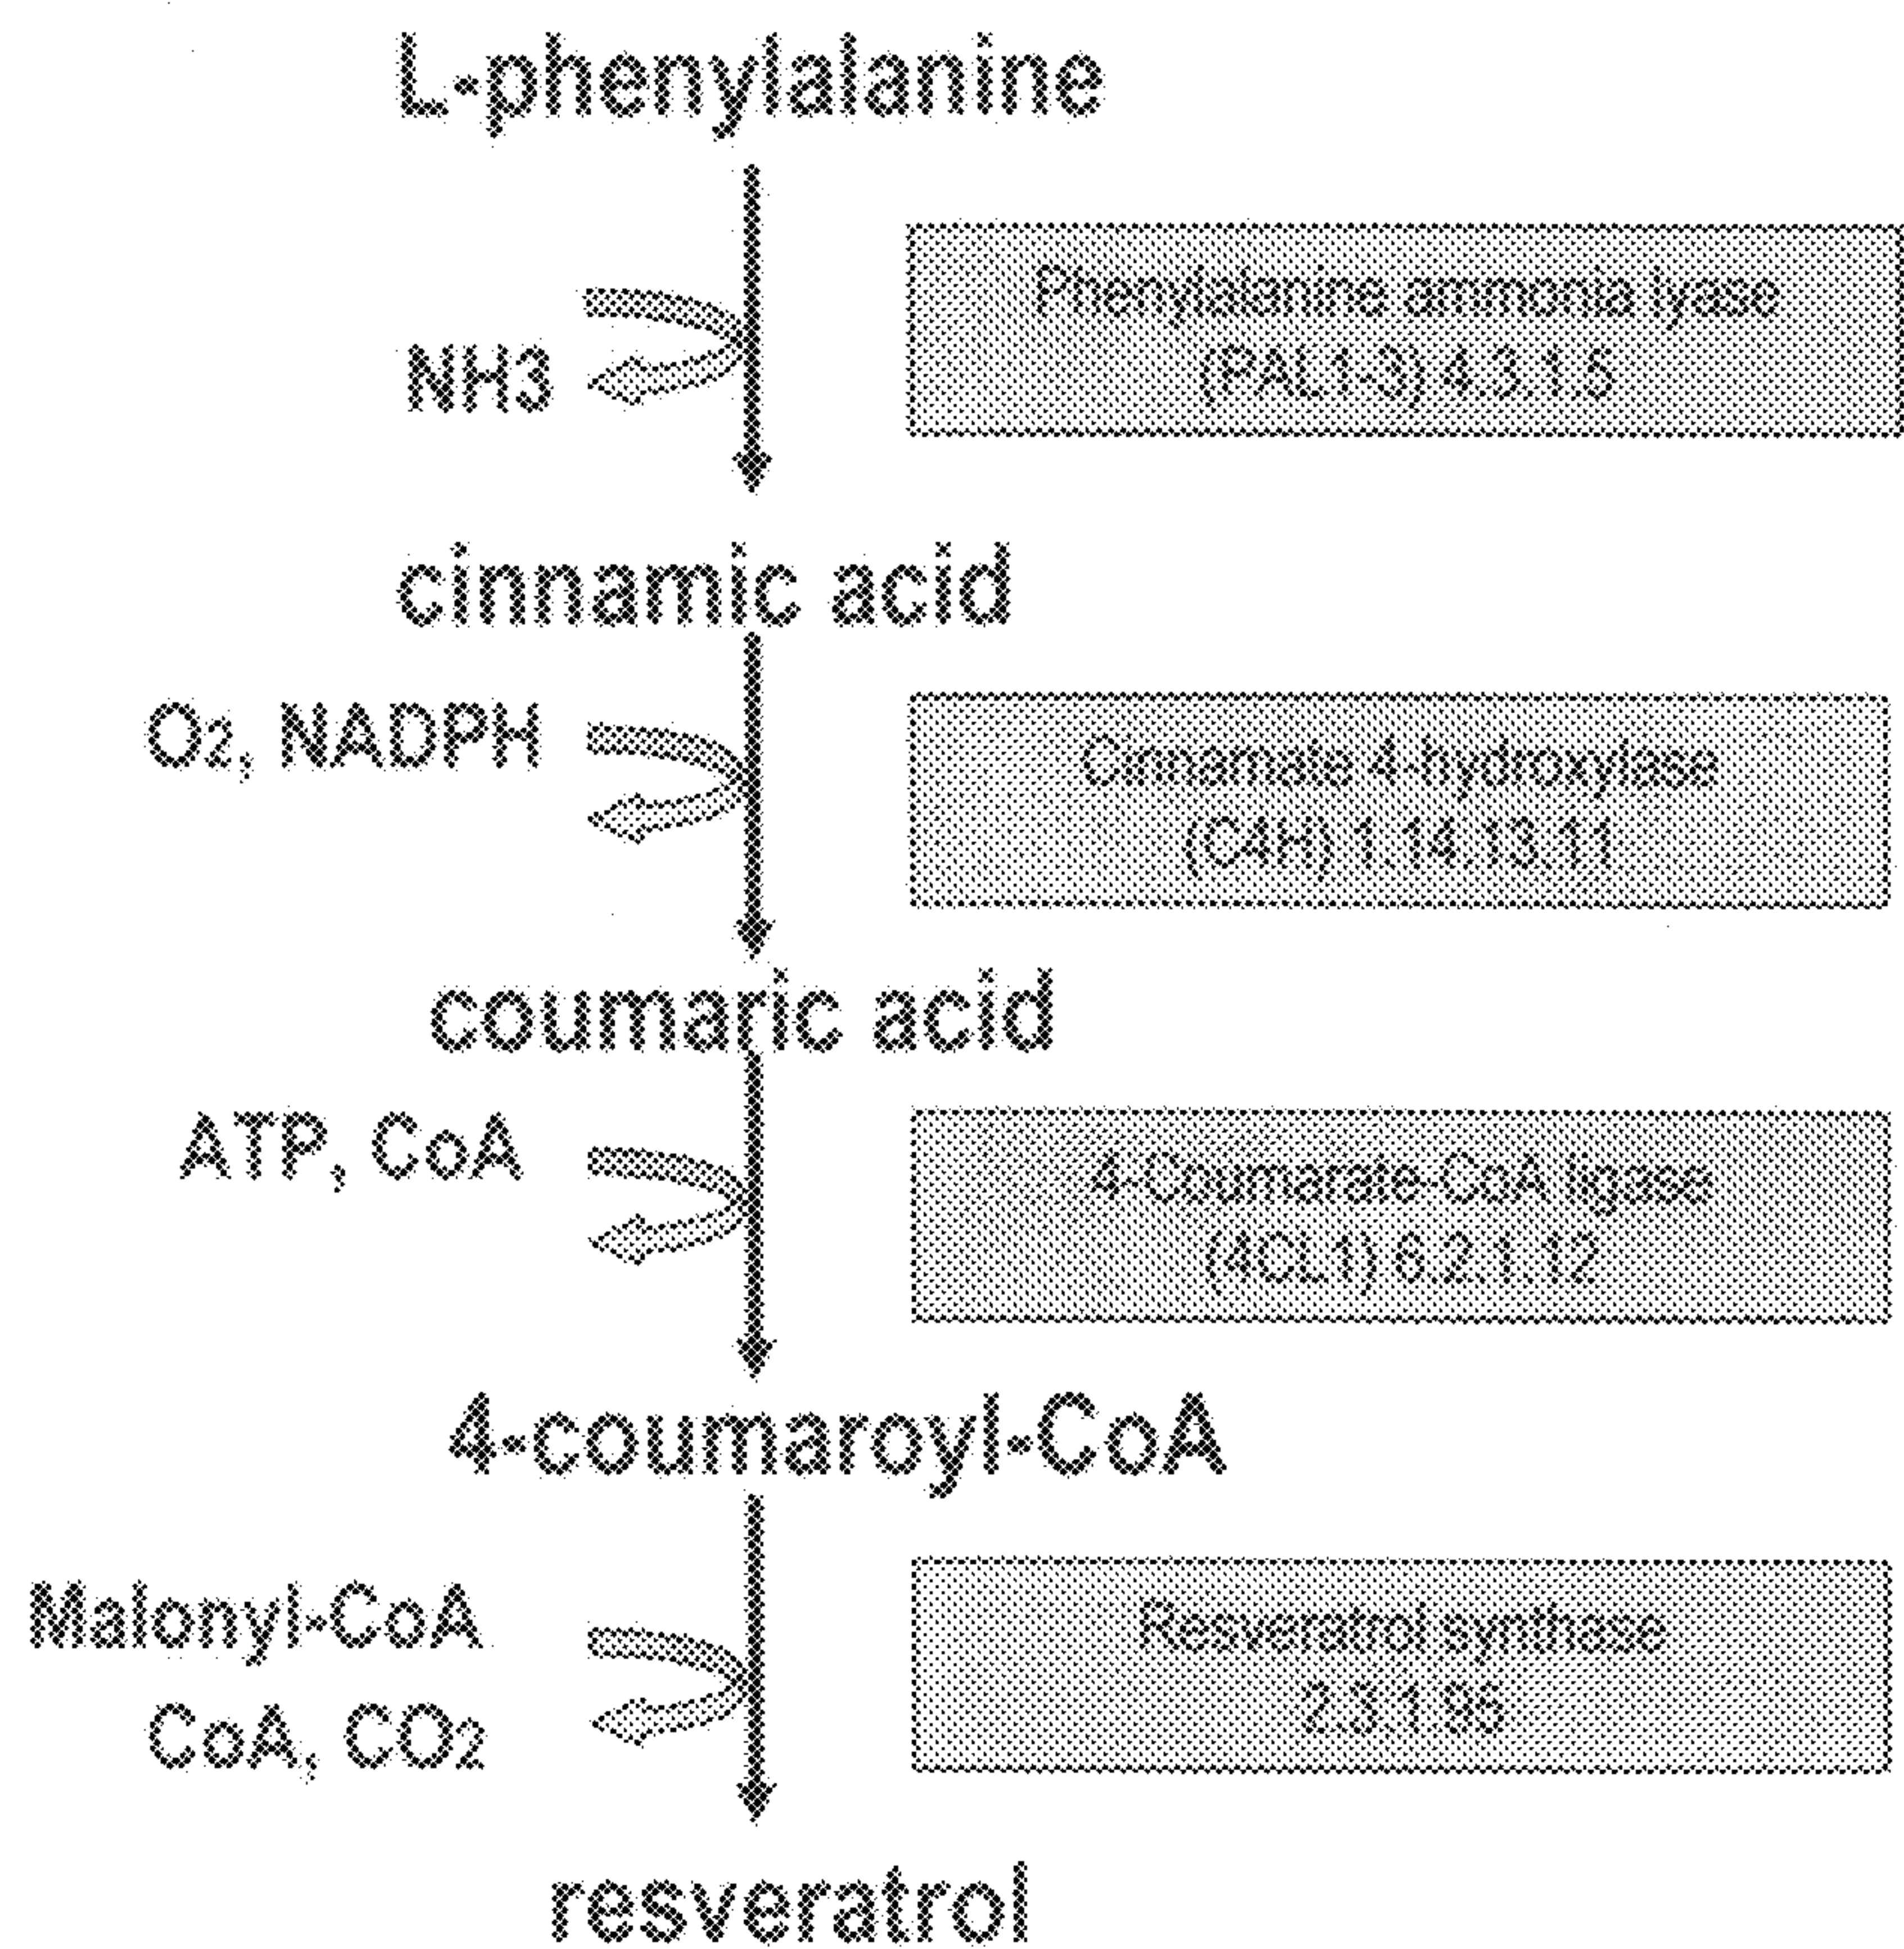 L-phenylalanine
Phenylalanine ammonia lyase
NH3
(PAL1-3) 4.3.1.5
cinnamic acid
O2, NADPH
Cinnamate 4-hydroxylase
(C4H) 1.14.13.11
coumaric acid
ATP, CoA
4-Coumarate-CoA ligase
(4CL1) 6.2.1.12
4-coumaroyl-CoA
Malonyl-CoA
Resveratrol synthase
CoA, CO2
2.3.1.95
resveratrol